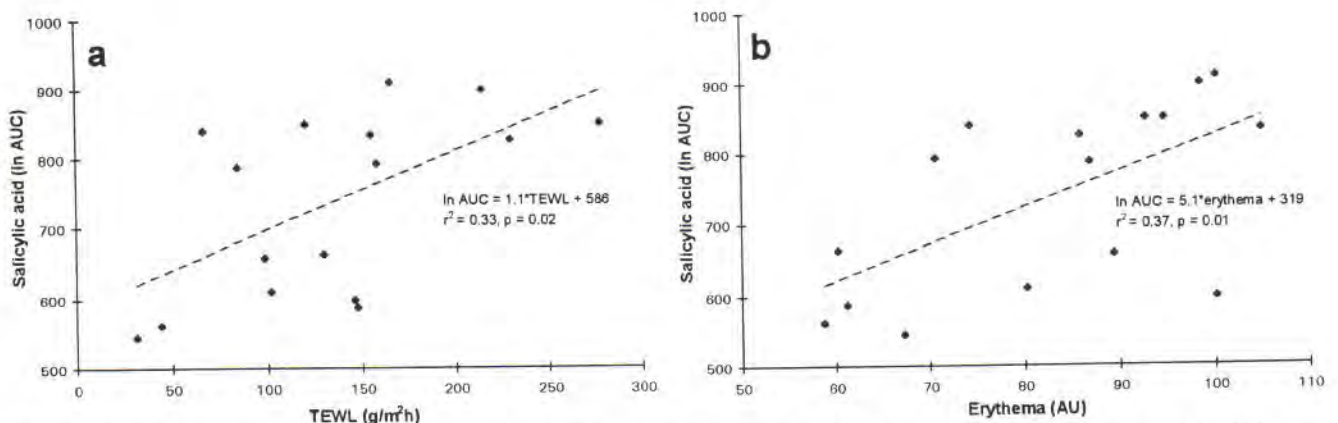 a
Salicylic acid (ln AUC)
1000
900
800
700
600
500
ln AUC = 1.1*TEWL + 586
r² = 0.33, p = 0.02
0 50 100 150 200 250 300
TEWL (g/m²h)
b
Salicylic acid (ln AUC)
1000
900
800
700
600
500
ln AUC = 5.1*erythema + 319
r² = 0.37, p = 0.01
50 60 70 80 90 100 110
Erythema (AU)